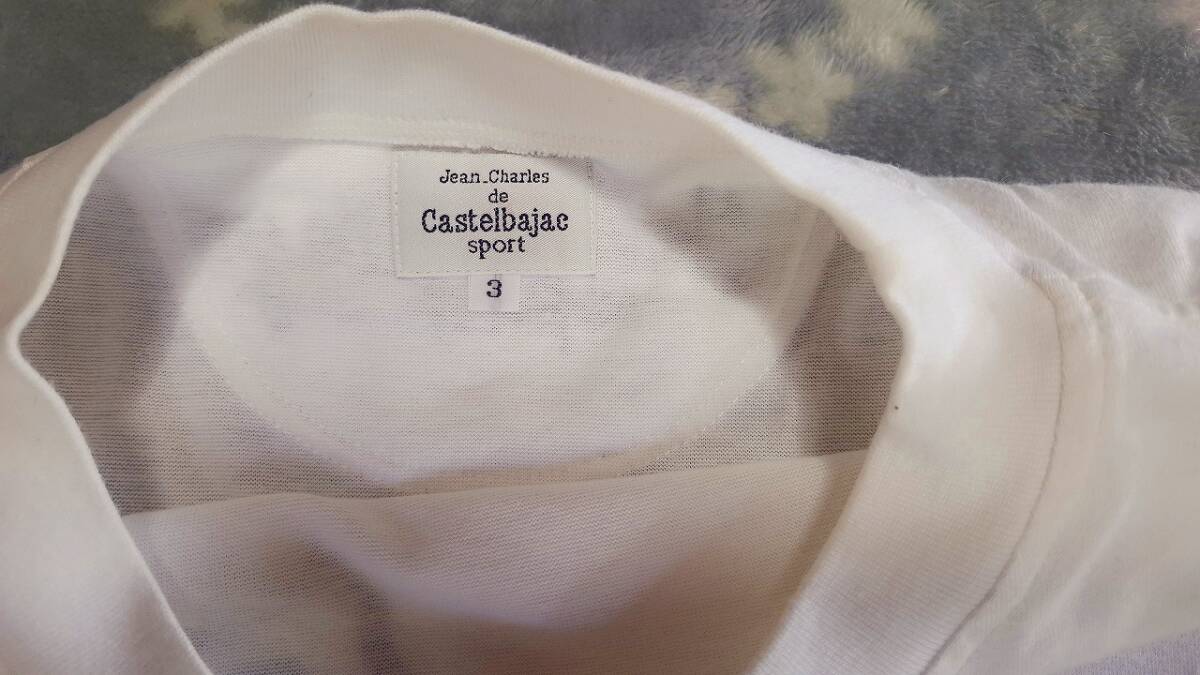 Jean_Charles
de
Castelbajac
sport
3